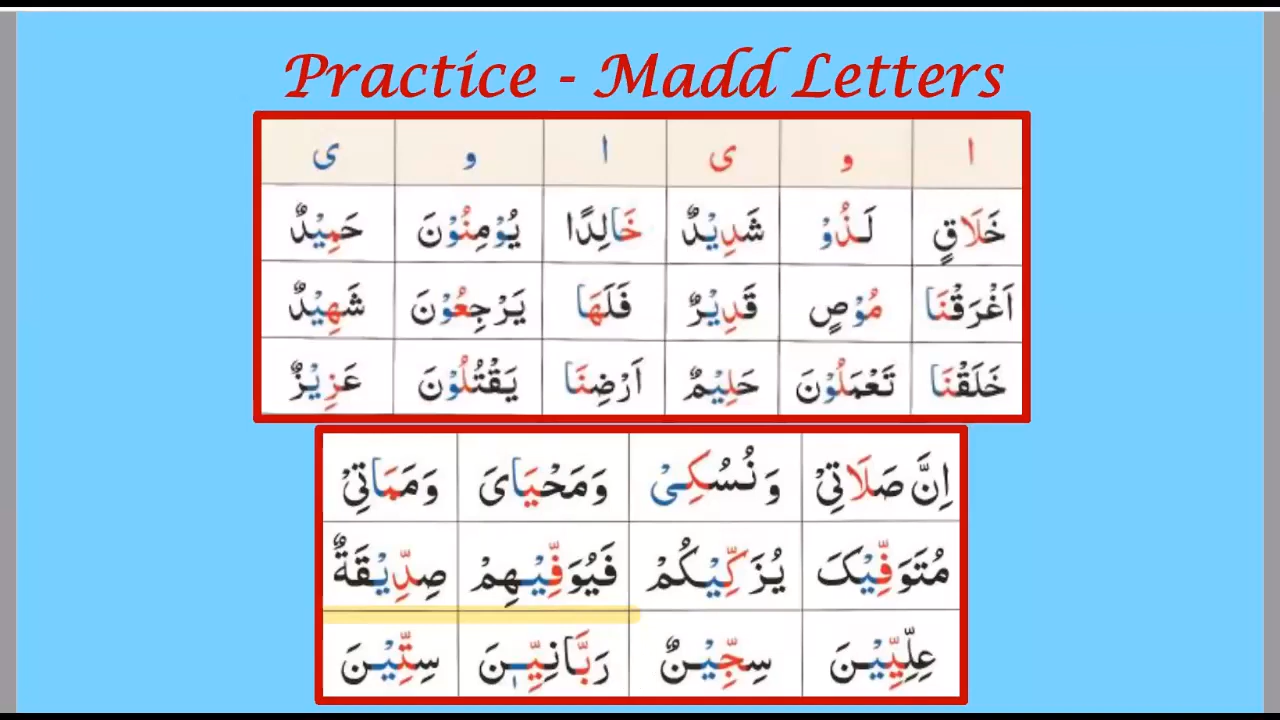 Practice - Madd Letters
ا و ی ا و ی
خَلَاقٍ لَذُوْ شَدِيْدٌ خَالِدًا يُوْمِنُوْنَ حَمِيْدٌ
اَغْرَقْنَا مُوْصٍ قَدِيْرٌ فَلَهَا يَرْجِعُوْنَ شَهِيْدٌ
خَلَقْنَا تَعْمَلُوْنَ حَلِيْمٌ اَرْضِنَا يَقْتُلُوْنَ عَزِيْزٌ
اِنَّ صَلَاتِیْ وَنُسُكِیْ وَمَحْيَایَ وَمَمَاتِیْ
مُتَوَفِّيْکَ يُزَكِّيْكُمْ فَيُوَفِّيْهِمْ صِدِّيْقَةٌ
عِلِّيِّيْنَ سِجِّيْنٌ رَبَّانِيِّيْنَ سِتِّيْنَ